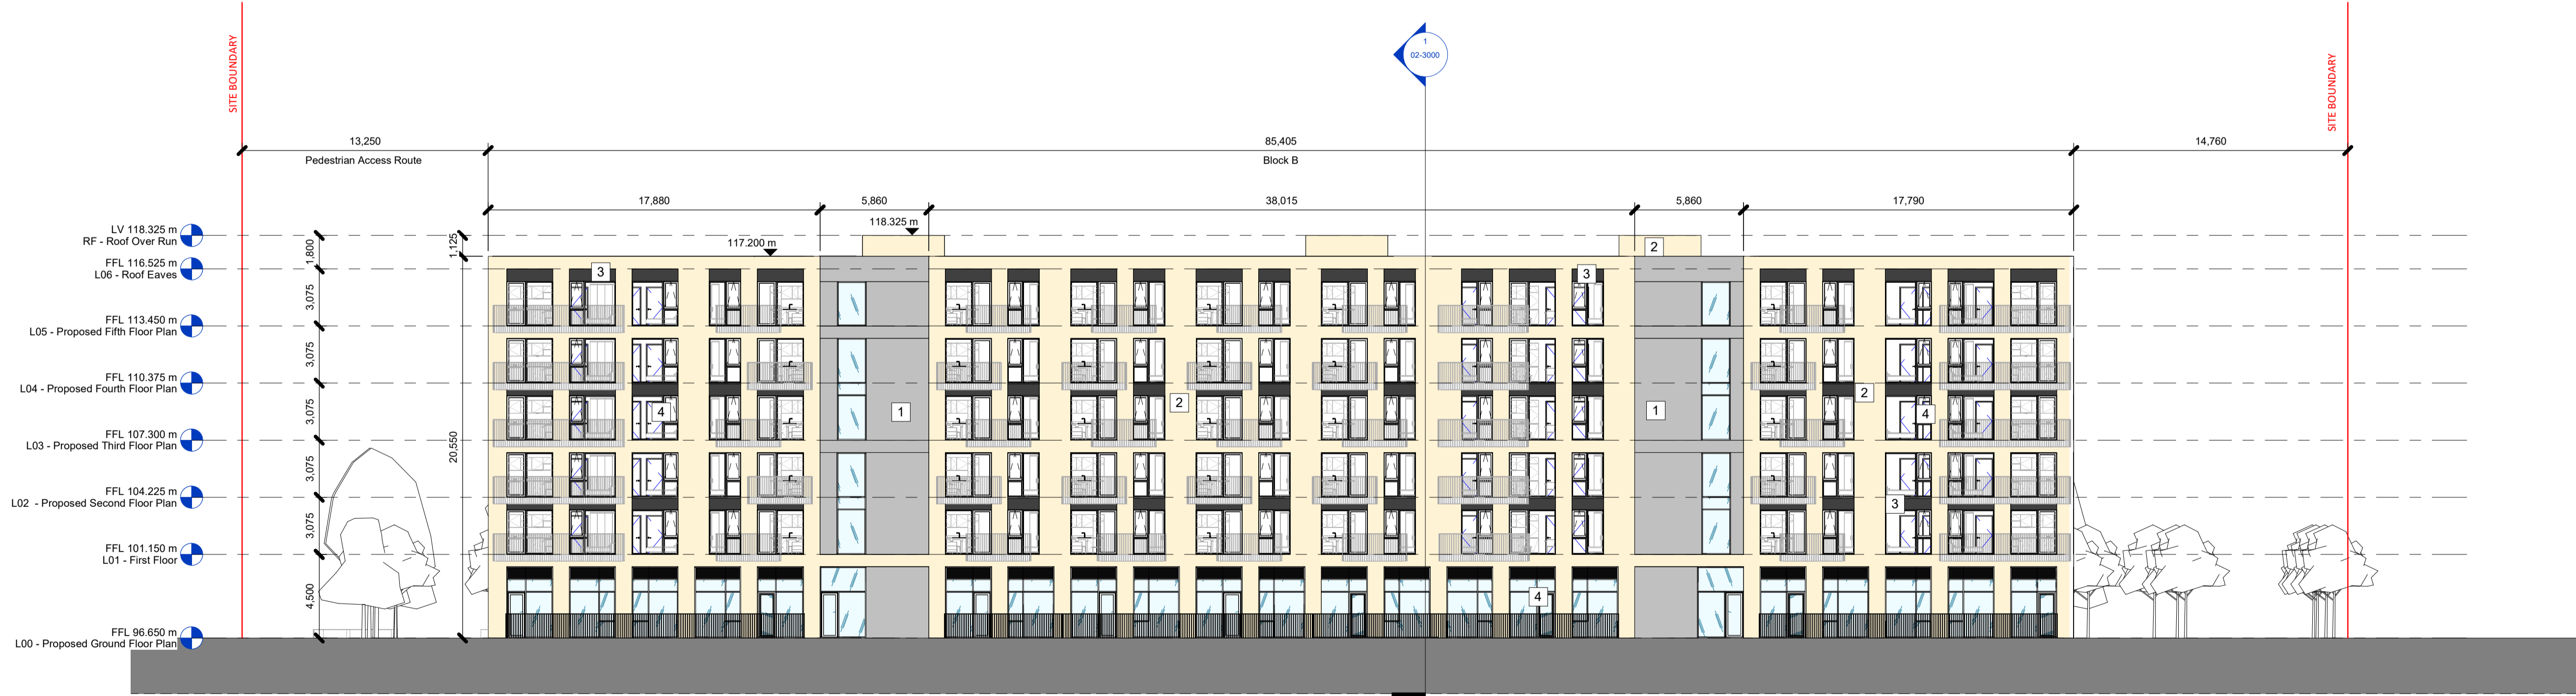 SITE BOUNDARY
SITE BOUNDARY
1
02-3000
13,250
Pedestrian Access Route
85,405
Block B
14,760
17,880
5,860
38,015
5,860
17,790
118.325 m
117.200 m
LV 118.325 m
RF - Roof Over Run
FFL 116.525 m
L06 - Roof Eaves
FFL 113.450 m
L05 - Proposed Fifth Floor Plan
FFL 110.375 m
L04 - Proposed Fourth Floor Plan
FFL 107.300 m
L03 - Proposed Third Floor Plan
FFL 104.225 m
L02 - Proposed Second Floor Plan
FFL 101.150 m
L01 - First Floor
FFL 96.650 m
L00 - Proposed Ground Floor Plan
1,800
3,075
3,075
3,075
3,075
3,075
4,500
1,125
20,550
2
3
3
2
2
4
1
1
4
3
4